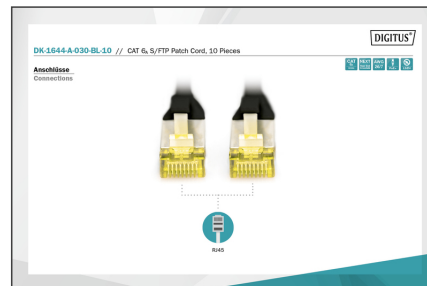 DIGITUS®
DK-1644-A-030-BL-10 // CAT 6A S/FTP Patch Cord, 10 Pieces
Anschlüsse
Connections
RJ45